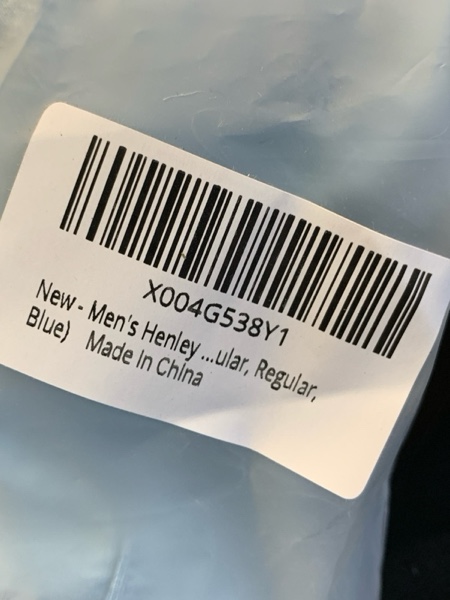 X004G538Y1
New - Men's Henley ...ular, Regular,
Blue) Made In China